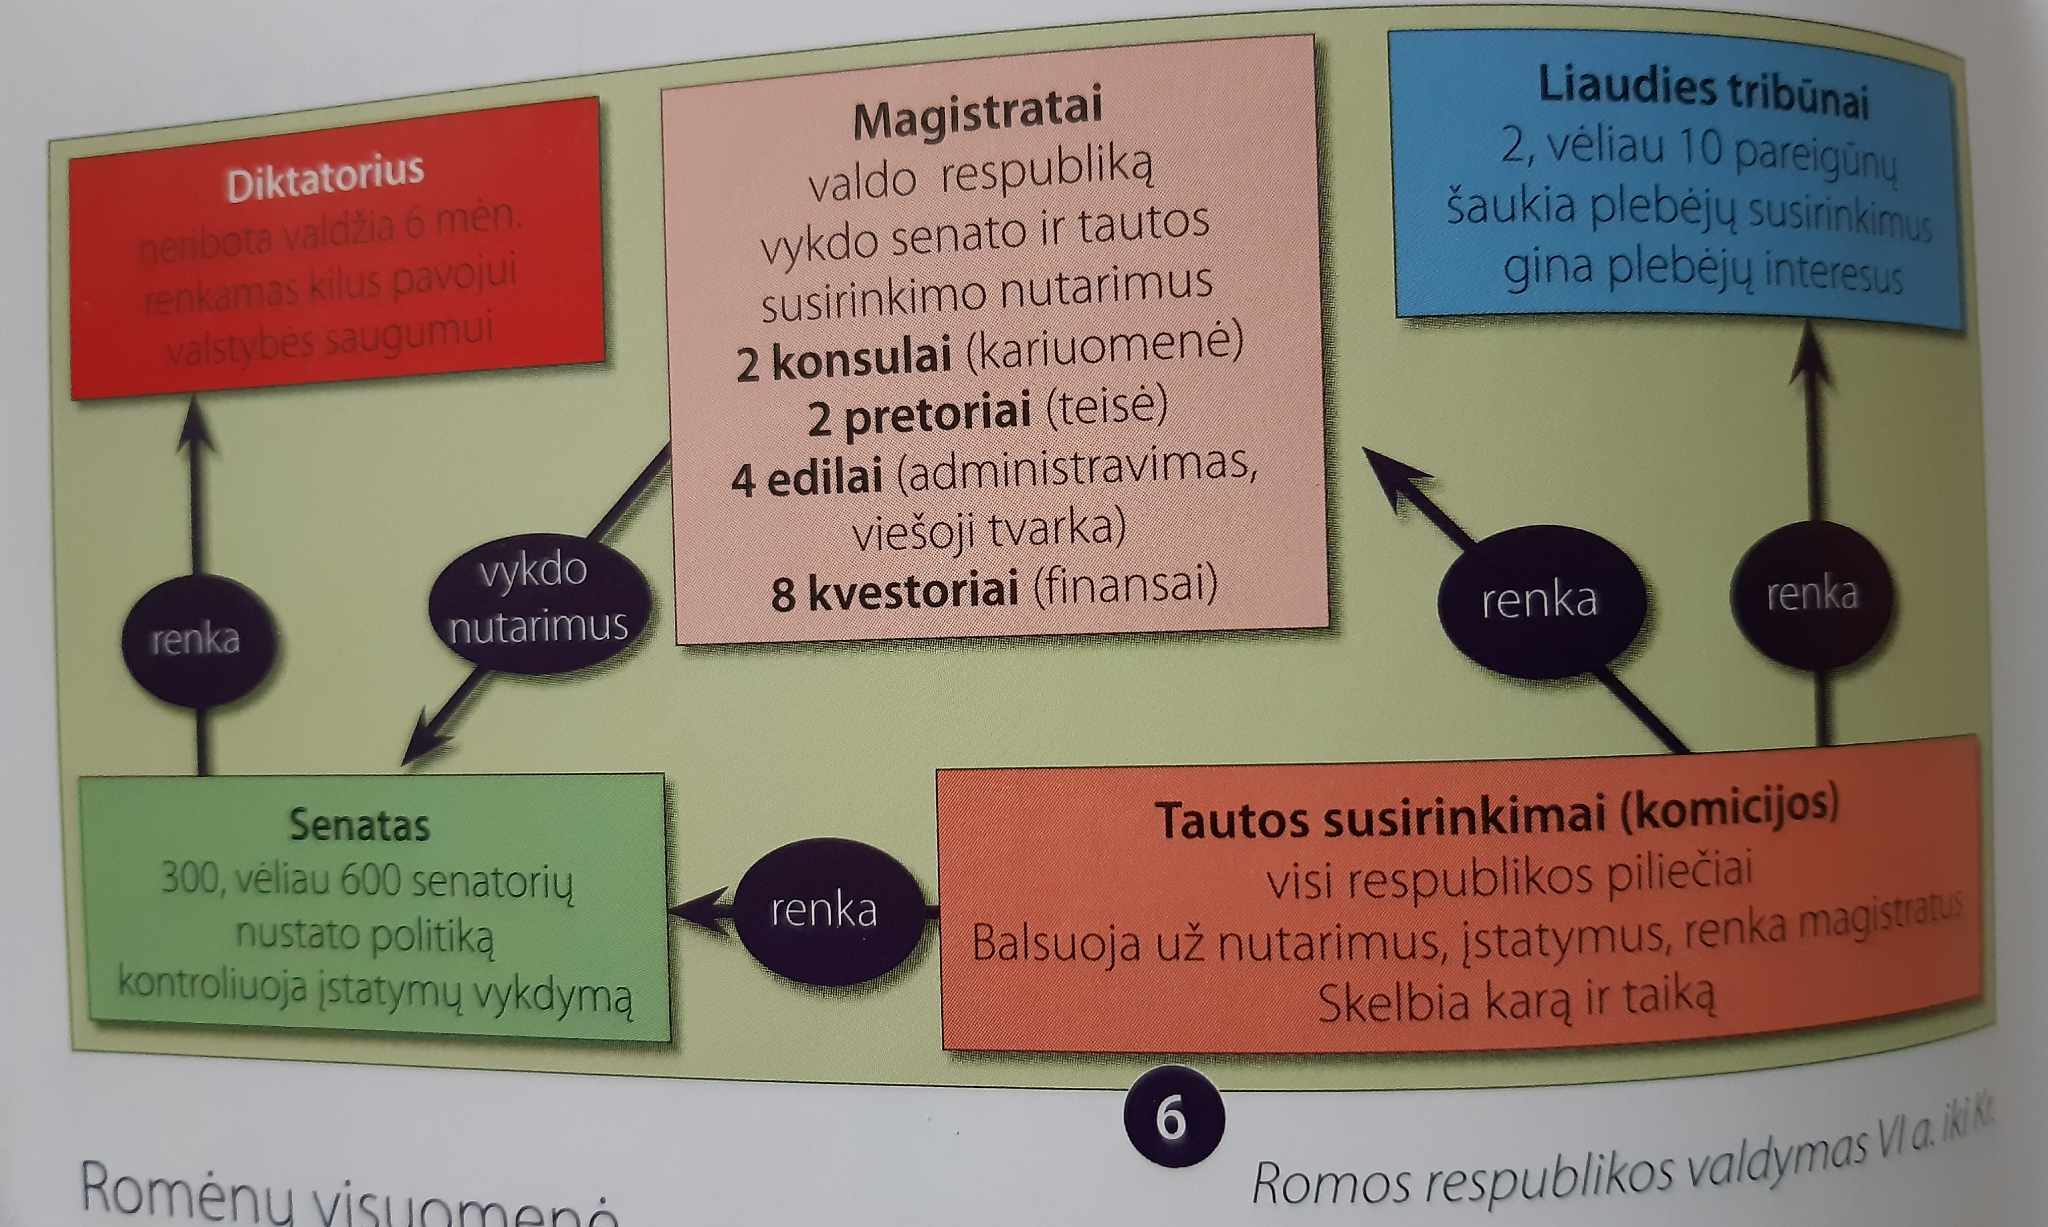 Diktatorius
neribota valdžia 6 mėn.
renkamas kilus pavojui
valstybės saugumui
Magistratai
valdo respubliką
vykdo senato ir tautos
susirinkimo nutarimus
2 konsulai (kariuomenė)
2 pretoriai (teisė)
4 edilai (administravimas,
viešoji tvarka)
8 kvestoriai (finansai)
Liaudies tribūnai
2, vėliau 10 pareigūnų
šaukia plebėjų susirinkimus
gina plebėjų interesus
renka
vykdo
nutarimus
renka
renka
Senatas
300, vėliau 600 senatorių
nustato politiką
kontroliuoja įstatymų vykdymą
renka
Tautos susirinkimai (komicijos)
visi respublikos piliečiai
Balsuoja už nutarimus, įstatymus, renka magistratus
Skelbia karą ir taiką
6
Romos respublikos valdymas VI a. iki Kr.
Romėnų visuomenė